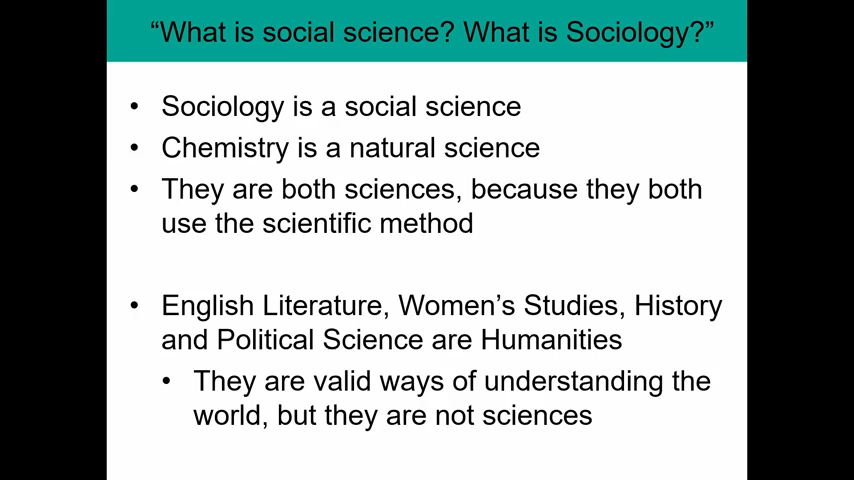 “What is social science? What is Sociology?”
• Sociology is a social science
• Chemistry is a natural science
• They are both sciences, because they both
use the scientific method
• English Literature, Women’s Studies, History
and Political Science are Humanities
• They are valid ways of understanding the
world, but they are not sciences